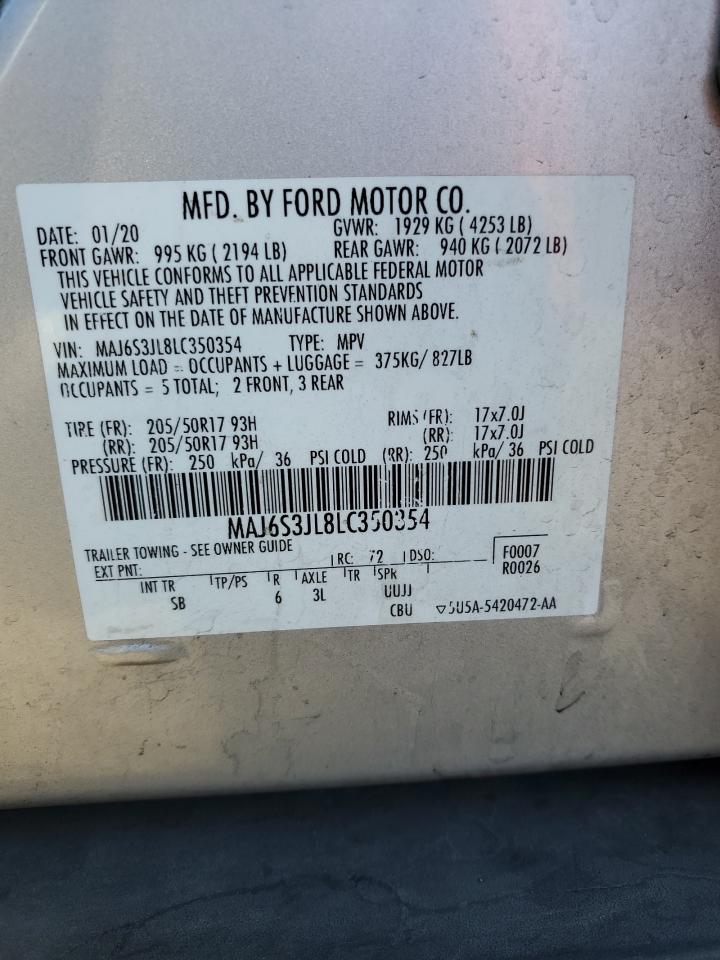 MFD. BY FORD MOTOR CO.
DATE: 01/20 GVWR: 1929 KG ( 4253 LB)
FRONT GAWR: 995 KG ( 2194 LB) REAR GAWR: 940 KG ( 2072 LB)
THIS VEHICLE CONFORMS TO ALL APPLICABLE FEDERAL MOTOR
VEHICLE SAFETY AND THEFT PREVENTION STANDARDS
IN EFFECT ON THE DATE OF MANUFACTURE SHOWN ABOVE.
VIN: MAJ6S3JL8LC350354 TYPE: MPV
MAXIMUM LOAD = OCCUPANTS + LUGGAGE = 375KG/ 827LB
OCCUPANTS = 5 TOTAL; 2 FRONT, 3 REAR
TIRE (FR): 205/50R17 93H RIMS (FR): 17x7.0J
(RR): 205/50R17 93H (RR): 17x7.0J
PRESSURE (FR): 250 kPa/ 36 PSI COLD (RR): 250 kPa/ 36 PSI COLD
MAJ6S3JL8LC350354
TRAILER TOWING - SEE OWNER GUIDE
EXT PNT: RC: 72 DSO: F0007
R0026
INT TR TP/PS R AXLE TR SPR
SB 6 3L UUJJ
CBU 5U5A-5420472-AA